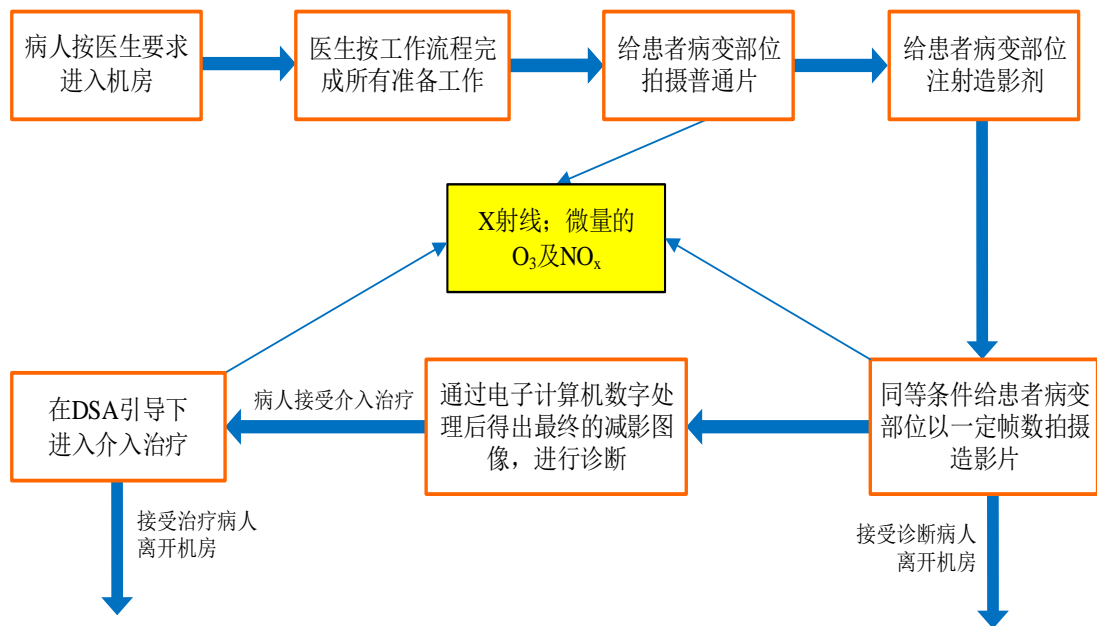 病人按医生要求
进入机房
医生按工作流程完
成所有准备工作
给患者病变部位
拍摄普通片
给患者病变部位
注射造影剂
X射线；微量的
O₃及NOₓ
在DSA引导下
进入介入治疗
病人接受介入治疗
通过电子计算机数字处
理后得出最终的减影图
像，进行诊断
同等条件给患者病变
部位以一定帧数拍摄
造影片
接受治疗病人
离开机房
接受诊断病人
离开机房